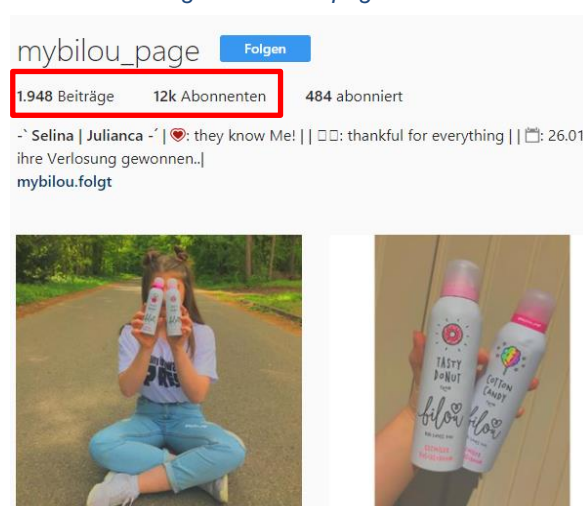 mybilou_page Folgen
1.948 Beiträge 12k Abonnenten 484 abonniert
-` Selina | Julianca -´ | : they know Me! | | □□: thankful for everything | | : 26.01
ihre Verlosung gewonnen..|
mybilou.folgt
TASTY
DONUT
bilou
COTTON
CANDY
bilou